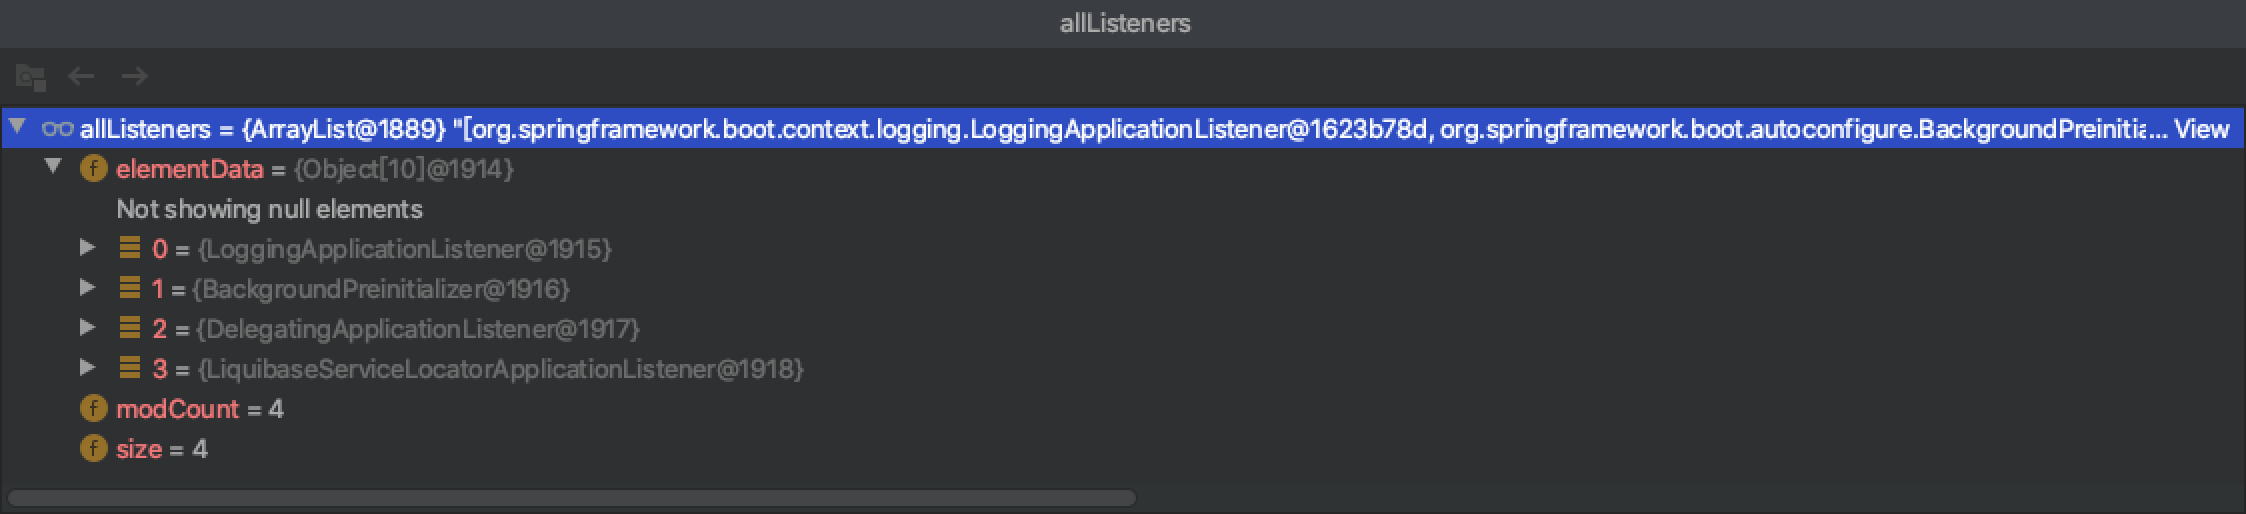 allListeners
allListeners = {ArrayList@1889} "[org.springframework.boot.context.logging.LoggingApplicationListener@1623b78d, org.springframework.boot.autoconfigure.BackgroundPreinitia... View
f elementData = {Object[10]@1914}
Not showing null elements
0 = {LoggingApplicationListener@1915}
1 = {BackgroundPreinitializer@1916}
2 = {DelegatingApplicationListener@1917}
3 = {LiquibaseServiceLocatorApplicationListener@1918}
f modCount = 4
f size = 4